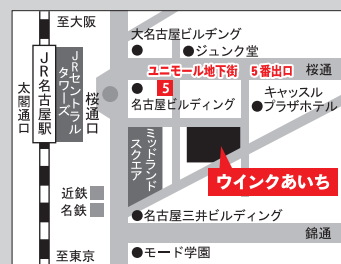 至大阪
大名古屋ビルヂング
ジュンク堂
ユニモール地下街
5番出口
桜通
JR名古屋駅
JRセントラル
タワーズ
太閤通口
桜通口
5
名古屋ビルディング
キャッスル
プラザホテル
ミッドランド
スクエア
ウインクあいち
近鉄
名鉄
名古屋三井ビルディング
錦通
至東京
モード学園